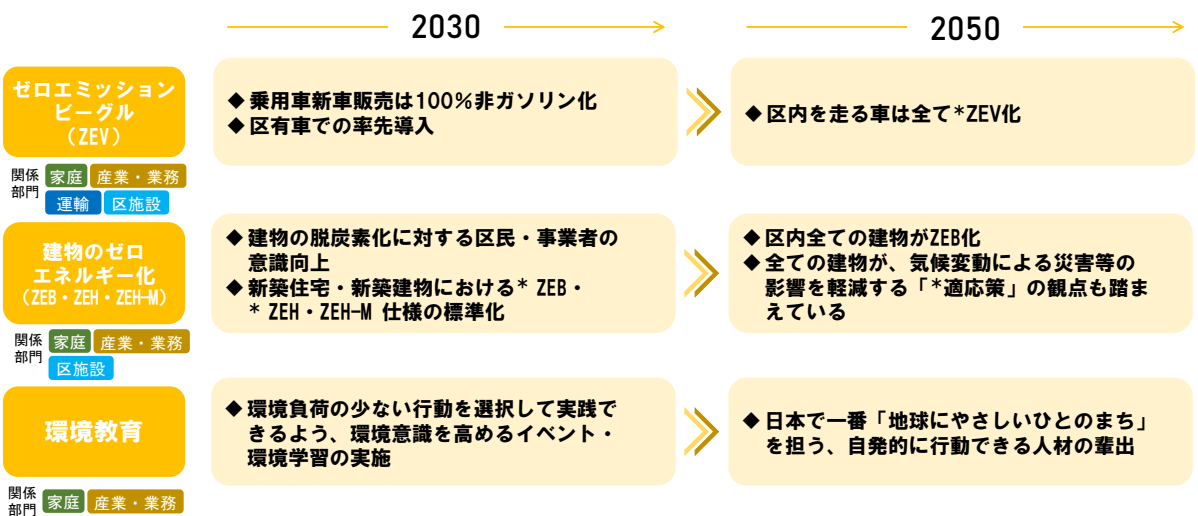 2030
2050
ゼロエミッション
ビーグル
（ZEV）
◆乗用車新車販売は100％非ガソリン化
◆区有車での率先導入
◆区内を走る車は全て*ZEV化
関係
部門
家庭
産業・業務
運輸
区施設
建物のゼロ
エネルギー化
（ZEB・ZEH・ZEH-M）
◆建物の脱炭素化に対する区民・事業者の
意識向上
◆新築住宅・新築建物における* ZEB・
* ZEH・ZEH-M 仕様の標準化
◆区内全ての建物がZEB化
◆全ての建物が、気候変動による災害等の
影響を軽減する「*適応策」の観点も踏ま
えている
関係
部門
家庭
産業・業務
区施設
環境教育
◆環境負荷の少ない行動を選択して実践で
きるよう、環境意識を高めるイベント・
環境学習の実施
◆日本で一番「地球にやさしいひとのまち」
を担う、自発的に行動できる人材の輩出
関係
部門
家庭
産業・業務